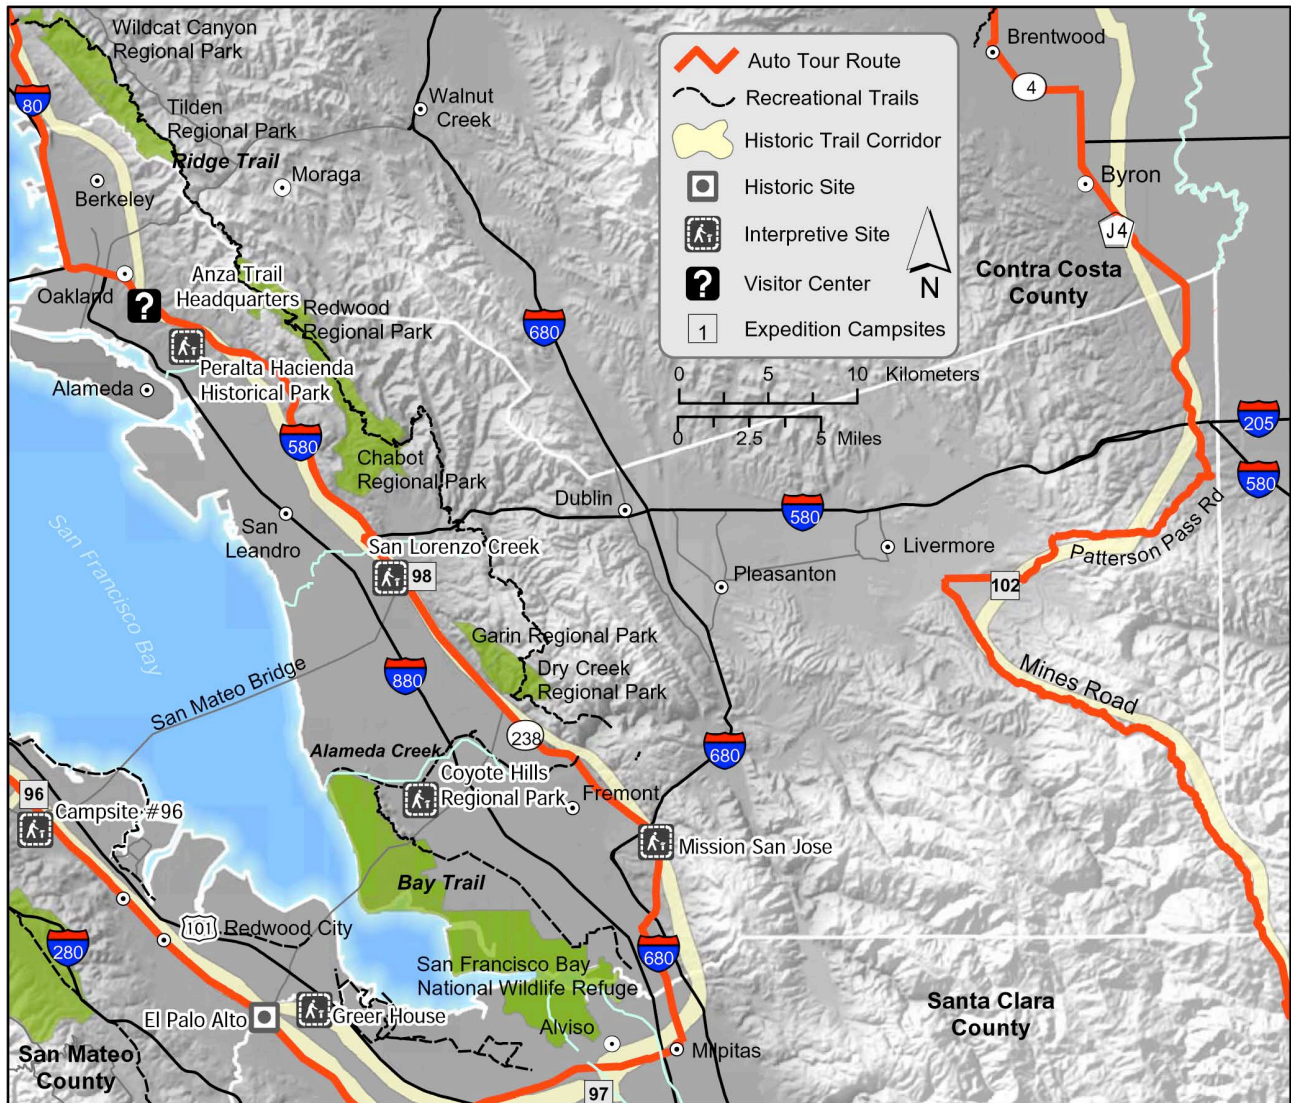 Wildcat Canyon
Regional Park
80
Tilden
Regional Park
Ridge Trail
Walnut
Creek
Moraga
Berkeley
Oakland
Anza Trail
Headquarters
?
Redwood
Regional Park
Peralta Hacienda
Historical Park
Alameda
580
Chabot
Regional Park
680
Auto Tour Route
Recreational Trails
Historic Trail Corridor
Historic Site
Interpretive Site
? Visitor Center
1 Expedition Campsites
N
0 5 10 Kilometers
0 2.5 5 Miles
Brentwood
4
Byron
J4
Contra Costa
County
205
580
San
Leandro
Dublin
580
Livermore
Pleasanton
Patterson Pass Rd
102
San Lorenzo Creek
98
San Francisco Bay
Garin Regional Park
Dry Creek
Regional Park
880
San Mateo Bridge
Mines Road
238
680
Alameda Creek
Coyote Hills
Regional Park
Fremont
96
Campsite #96
Mission San Jose
Bay Trail
101
Redwood City
280
680
San Francisco Bay
National Wildlife Refuge
El Palo Alto
Greer House
Alviso
Milpitas
Santa Clara
County
San Mateo
County
97